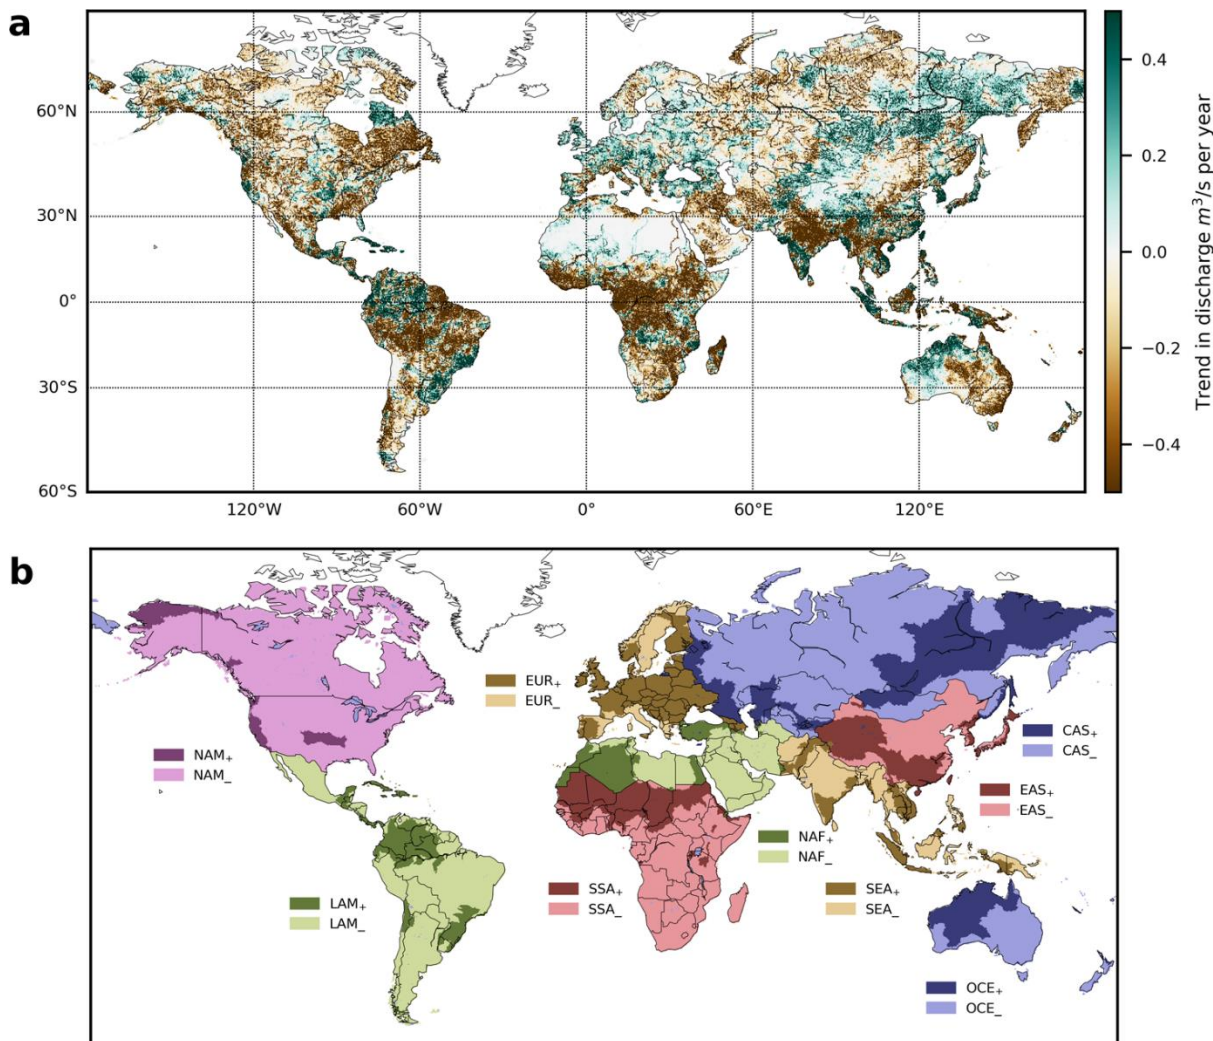 a
60°N
30°N
0°
30°S
60°S
120°W
60°W
0°
60°E
120°E
0.4
0.2
0.0
−0.2
−0.4
Trend in discharge m³/s per year
b
NAM₊
NAM_
EUR₊
EUR_
CAS₊
CAS_
EAS₊
EAS_
NAF₊
NAF_
LAM₊
LAM_
SSA₊
SSA_
SEA₊
SEA_
OCE₊
OCE_